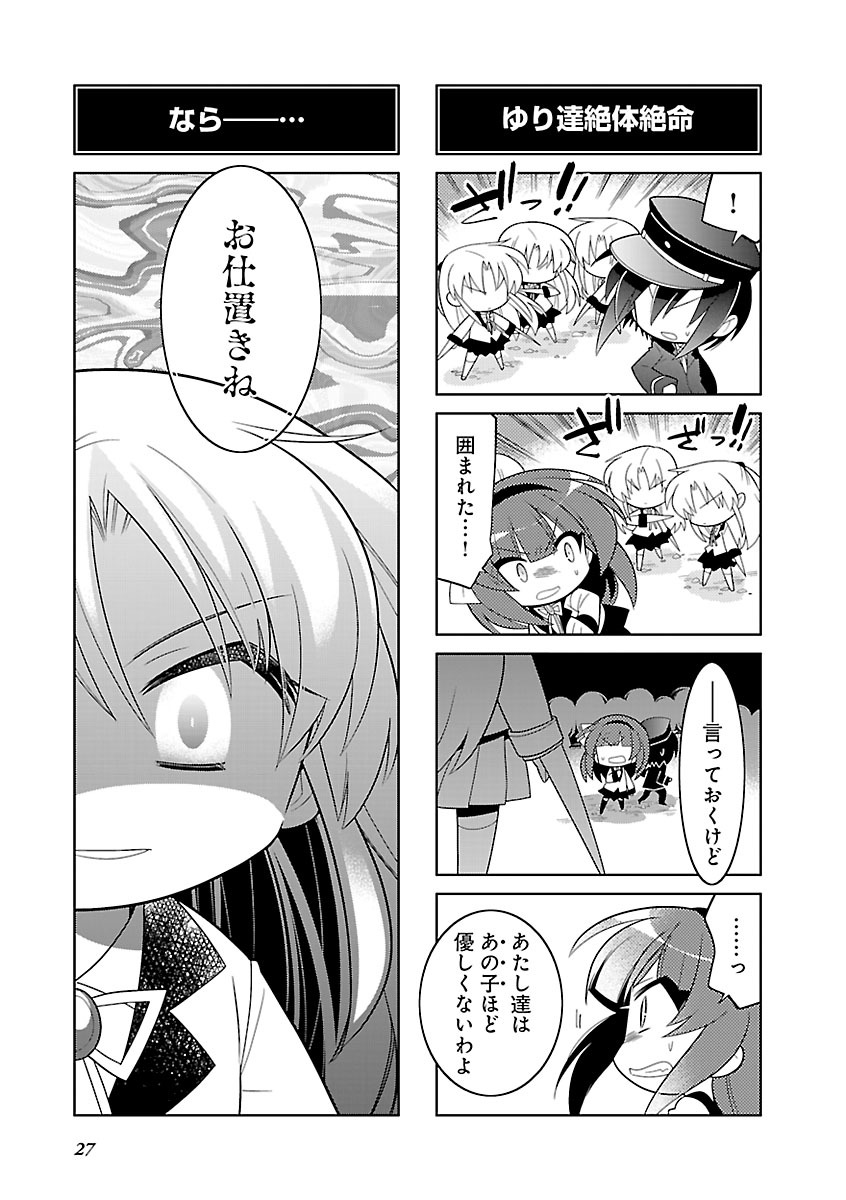 ゆり達絶体絶命
！
ざっ!!
囲まれた…！
ざっ!!
ざっ!!
――言っておくけど
……っ
あたし達は
あの子ほど
優しくないわよ
なら――…
お仕置きね
27